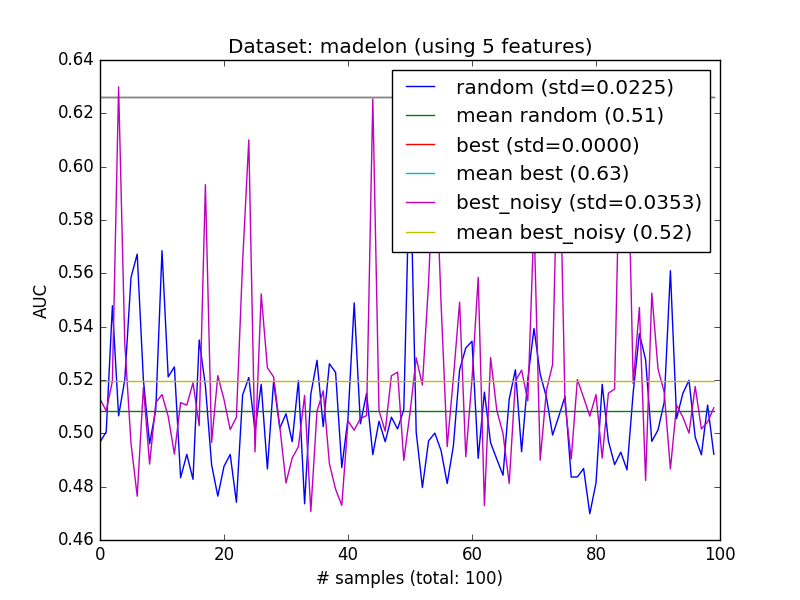 Dataset: madelon (using 5 features)
0.64
0.62
0.60
0.58
0.56
0.54
0.52
0.50
0.48
0.46
AUC
random (std=0.0225)
mean random (0.51)
best (std=0.0000)
mean best (0.63)
best_noisy (std=0.0353)
mean best_noisy (0.52)
0 20 40 60 80 100
# samples (total: 100)